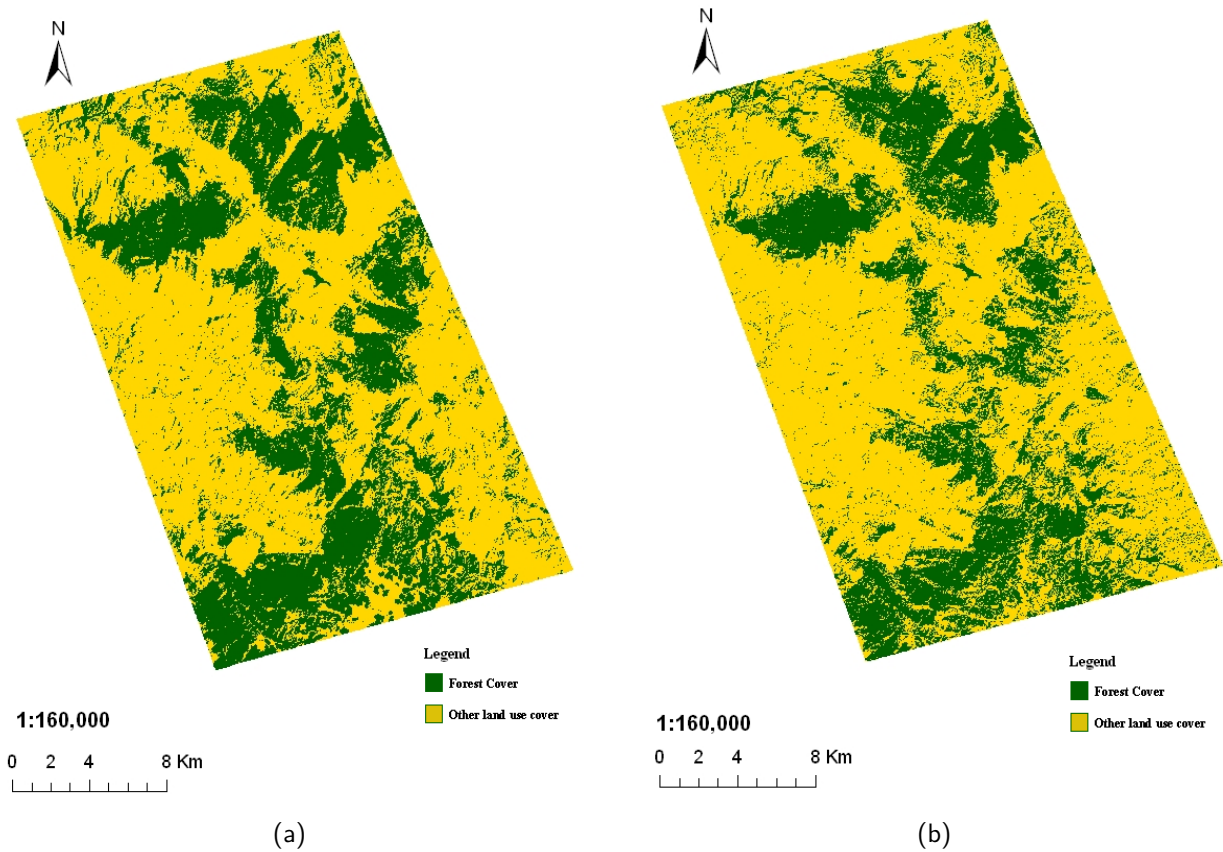 N
Legend
Forest Cover
Other land use cover
1:160,000
0 2 4 8 Km
(a)
N
Legend
Forest Cover
Other land use cover
1:160,000
0 2 4 8 Km
(b)